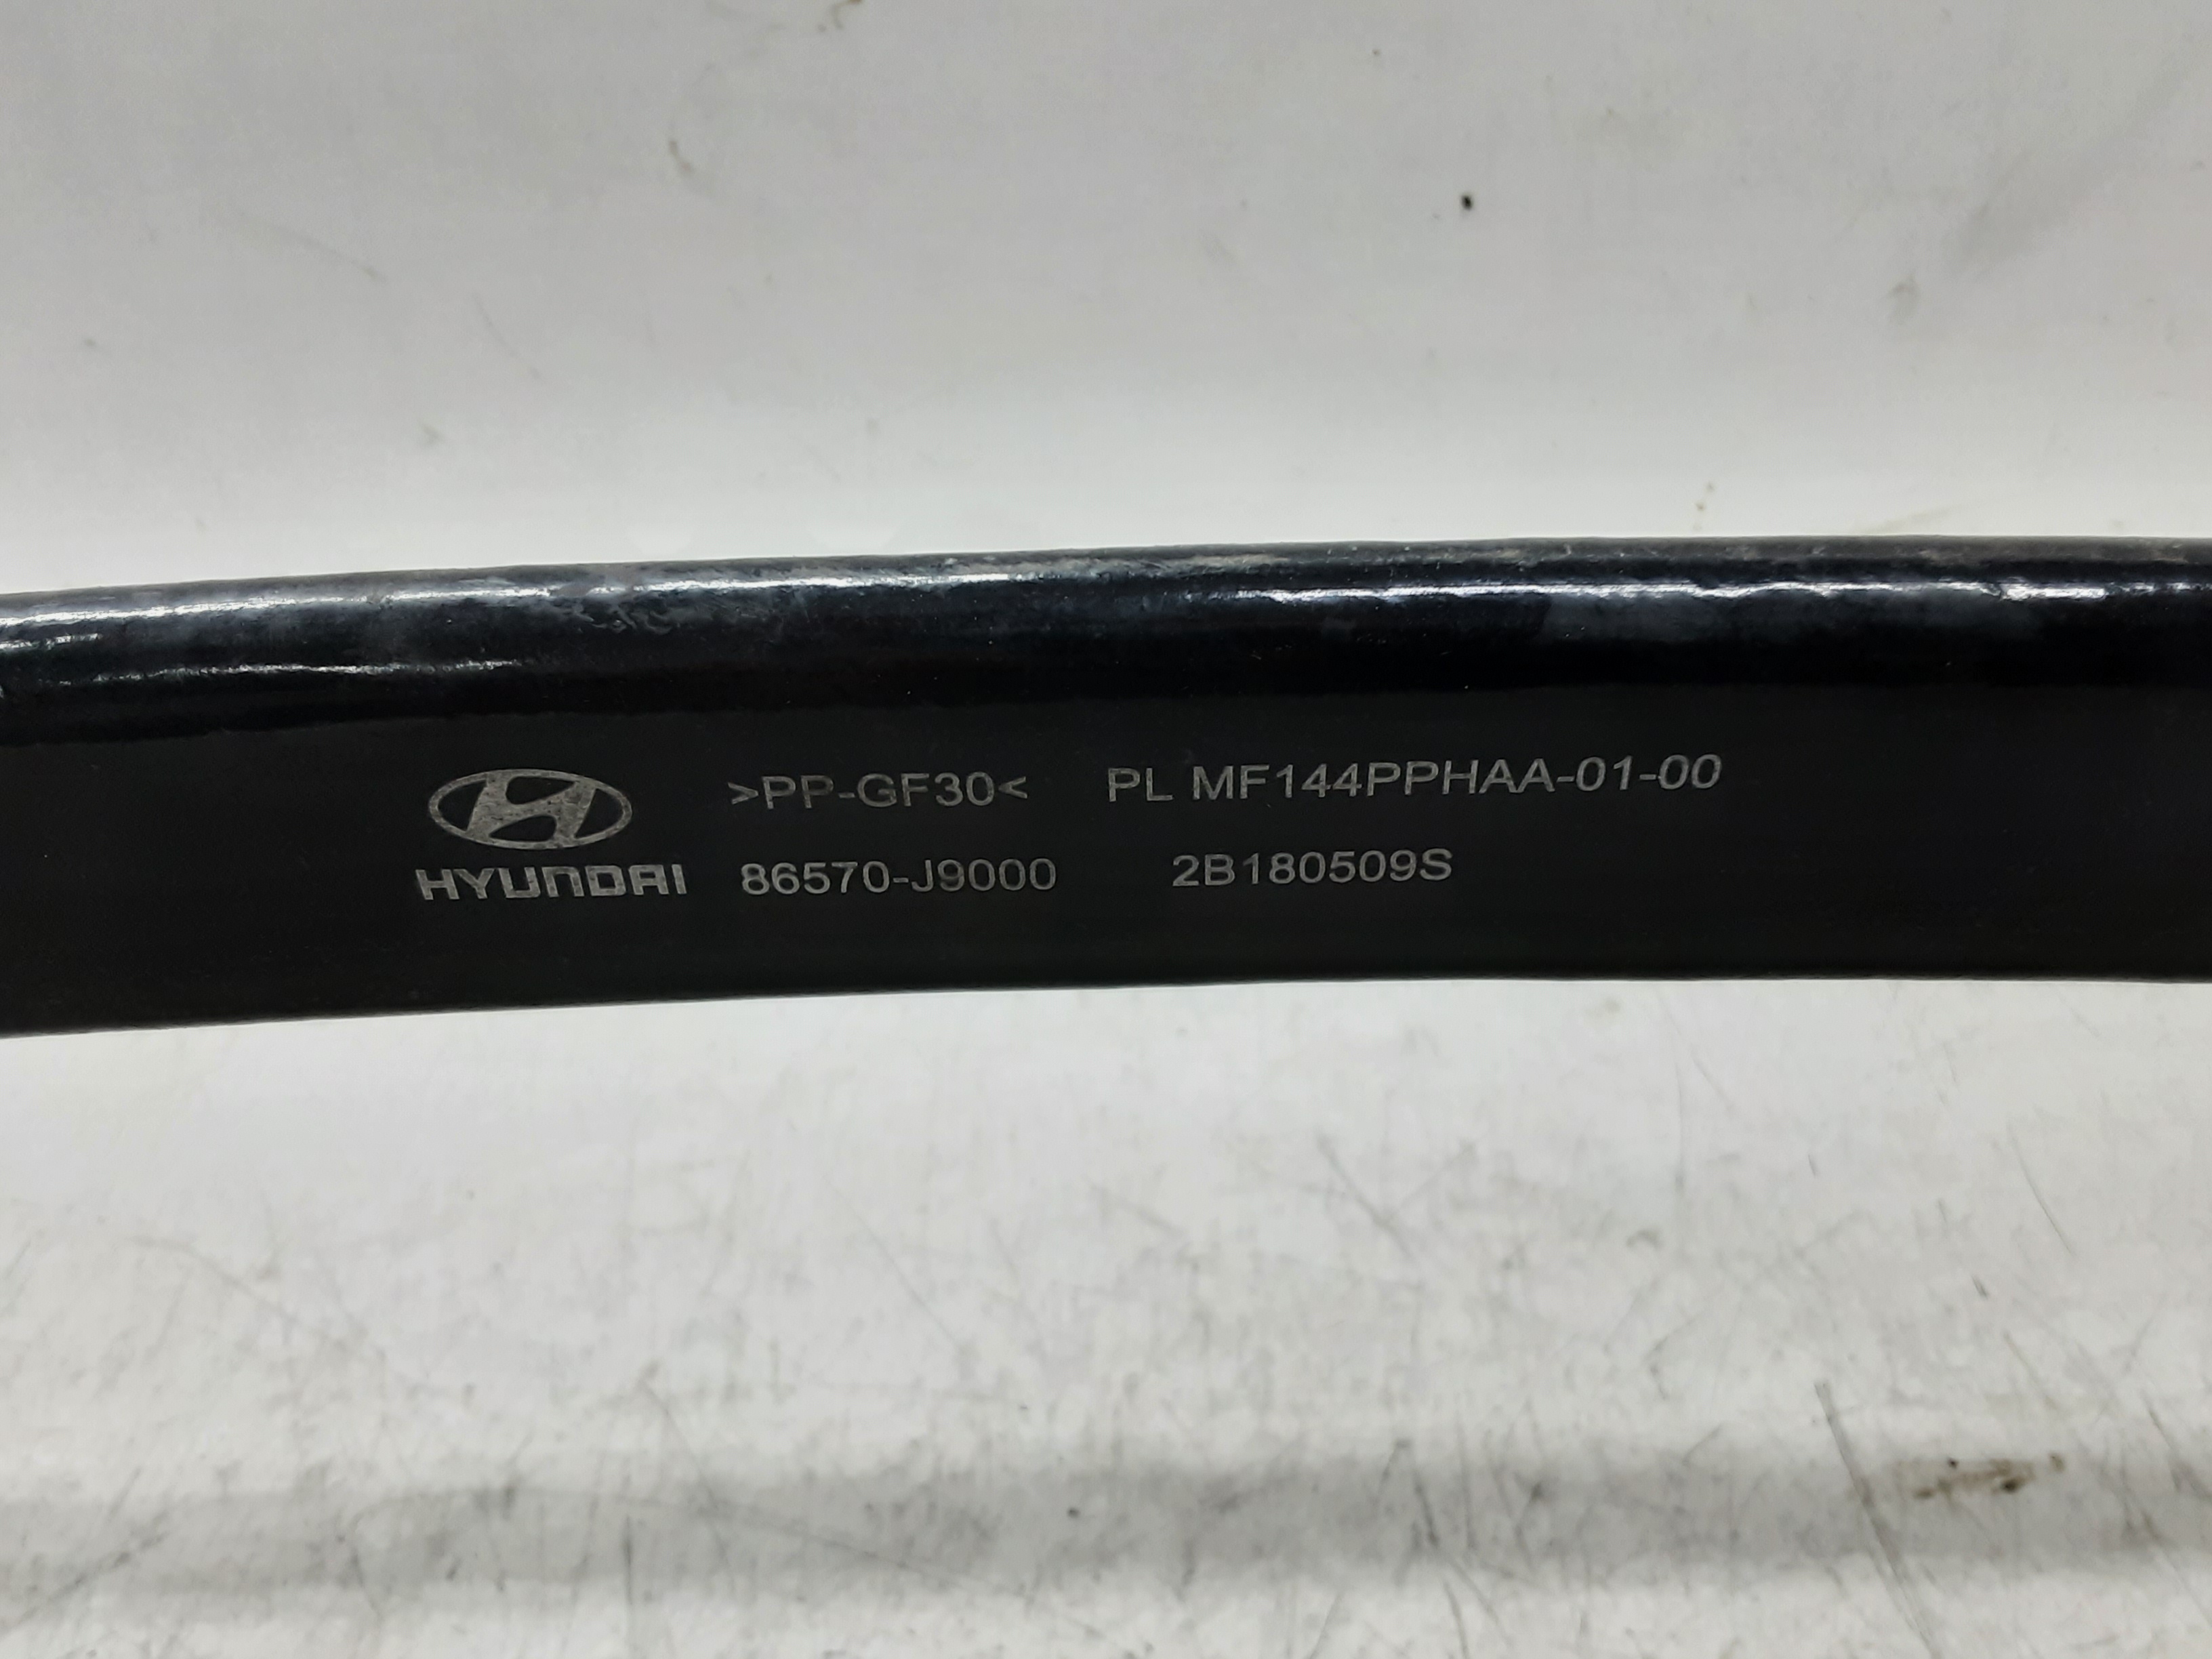 >PP-GF30< PL MF144PPHAA-01-00
HYUNDAI 86570-J9000 2B180509S